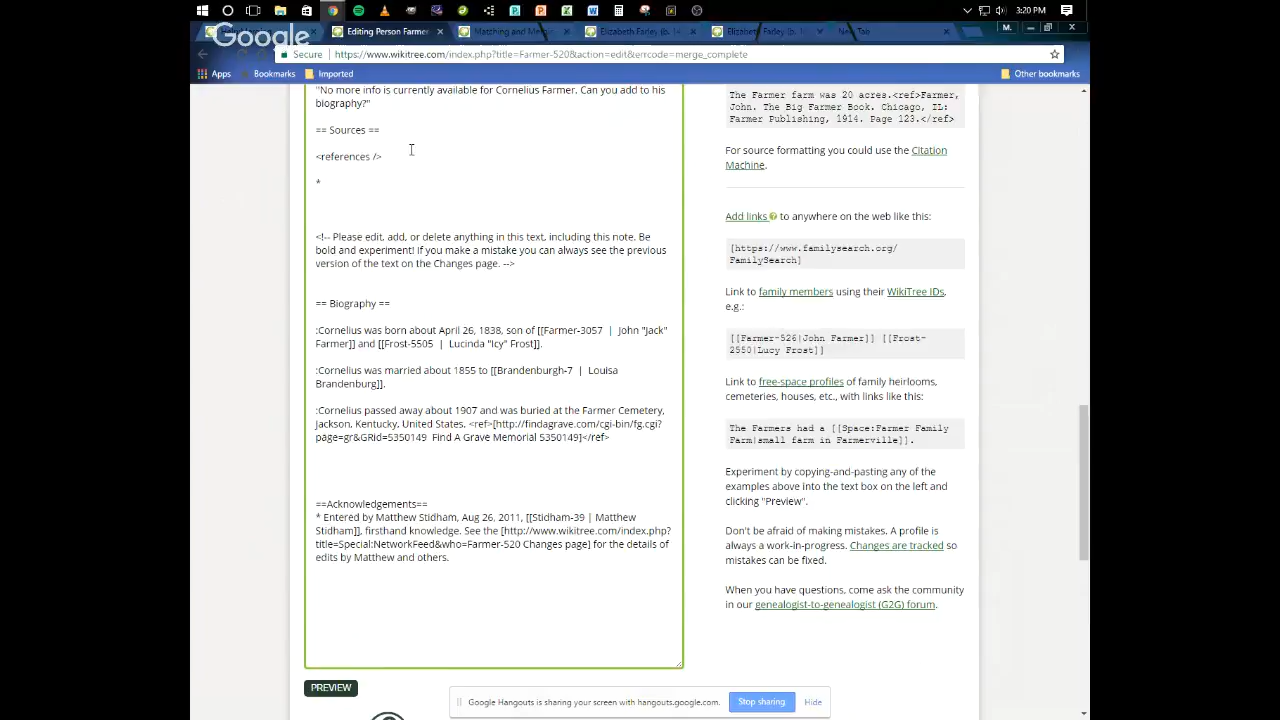 M.
Google
Editing Person Farmer
Matching and Mer
Elizabeth Farley (b. 14
Elizabeth Farley (b.
New Tab
Secure
https://www.wikitree.com/index.php?title=Farmer-520&action=edit&errcode=merge_complete
Apps
Bookmarks
Imported
Other bookmarks
"No more info is currently available for Cornelius Farmer. Can you add to his
biography?"
== Sources ==
<references />
*
<!-- Please edit, add, or delete anything in this text, including this note. Be
bold and experiment! If you make a mistake you can always see the previous
version of the text on the Changes page. -->
== Biography ==
:Cornelius was born about April 26, 1838, son of [[Farmer-3057 | John "Jack"
Farmer]] and [[Frost-5505 | Lucinda "Icy" Frost]].
:Cornelius was married about 1855 to [[Brandenburgh-7 | Louisa
Brandenburg]].
:Cornelius passed away about 1907 and was buried at the Farmer Cemetery,
Jackson, Kentucky, United States, <ref>[http://findagrave.com/cgi-bin/fg.cgi?
page=gr&GRid=5350149 Find A Grave Memorial 5350149]</ref>
==Acknowledgements==
* Entered by Matthew Stidham, Aug 26, 2011, [[Stidham-39 | Matthew
Stidham]], firsthand knowledge. See the [http://www.wikitree.com/index.php?
title=Special:NetworkFeed&who=Farmer-520 Changes page] for the details of
edits by Matthew and others.
PREVIEW
The Farmer farm was 20 acres.<ref>Farmer,
John. The Big Farmer Book. Chicago, IL:
Farmer Publishing, 1914. Page 123.</ref>
For source formatting you could use the Citation
Machine.
Add links to anywhere on the web like this:
[https://www.familysearch.org/
FamilySearch]
Link to family members using their WikiTree IDs,
e.g.:
[[Farmer-526|John Farmer]] [[Frost-
2550|Lucy Frost]]
Link to free-space profiles of family heirlooms,
cemeteries, houses, etc., with links like this:
The Farmers had a [[Space:Farmer Family
Farm|small farm in Farmerville]].
Experiment by copying-and-pasting any of the
examples above into the text box on the left and
clicking "Preview".
Don't be afraid of making mistakes. A profile is
always a work-in-progress. Changes are tracked so
mistakes can be fixed.
When you have questions, come ask the community
in our genealogist-to-genealogist (G2G) forum.
Google Hangouts is sharing your screen with hangouts.google.com.
Stop sharing
Hide
3:20 PM